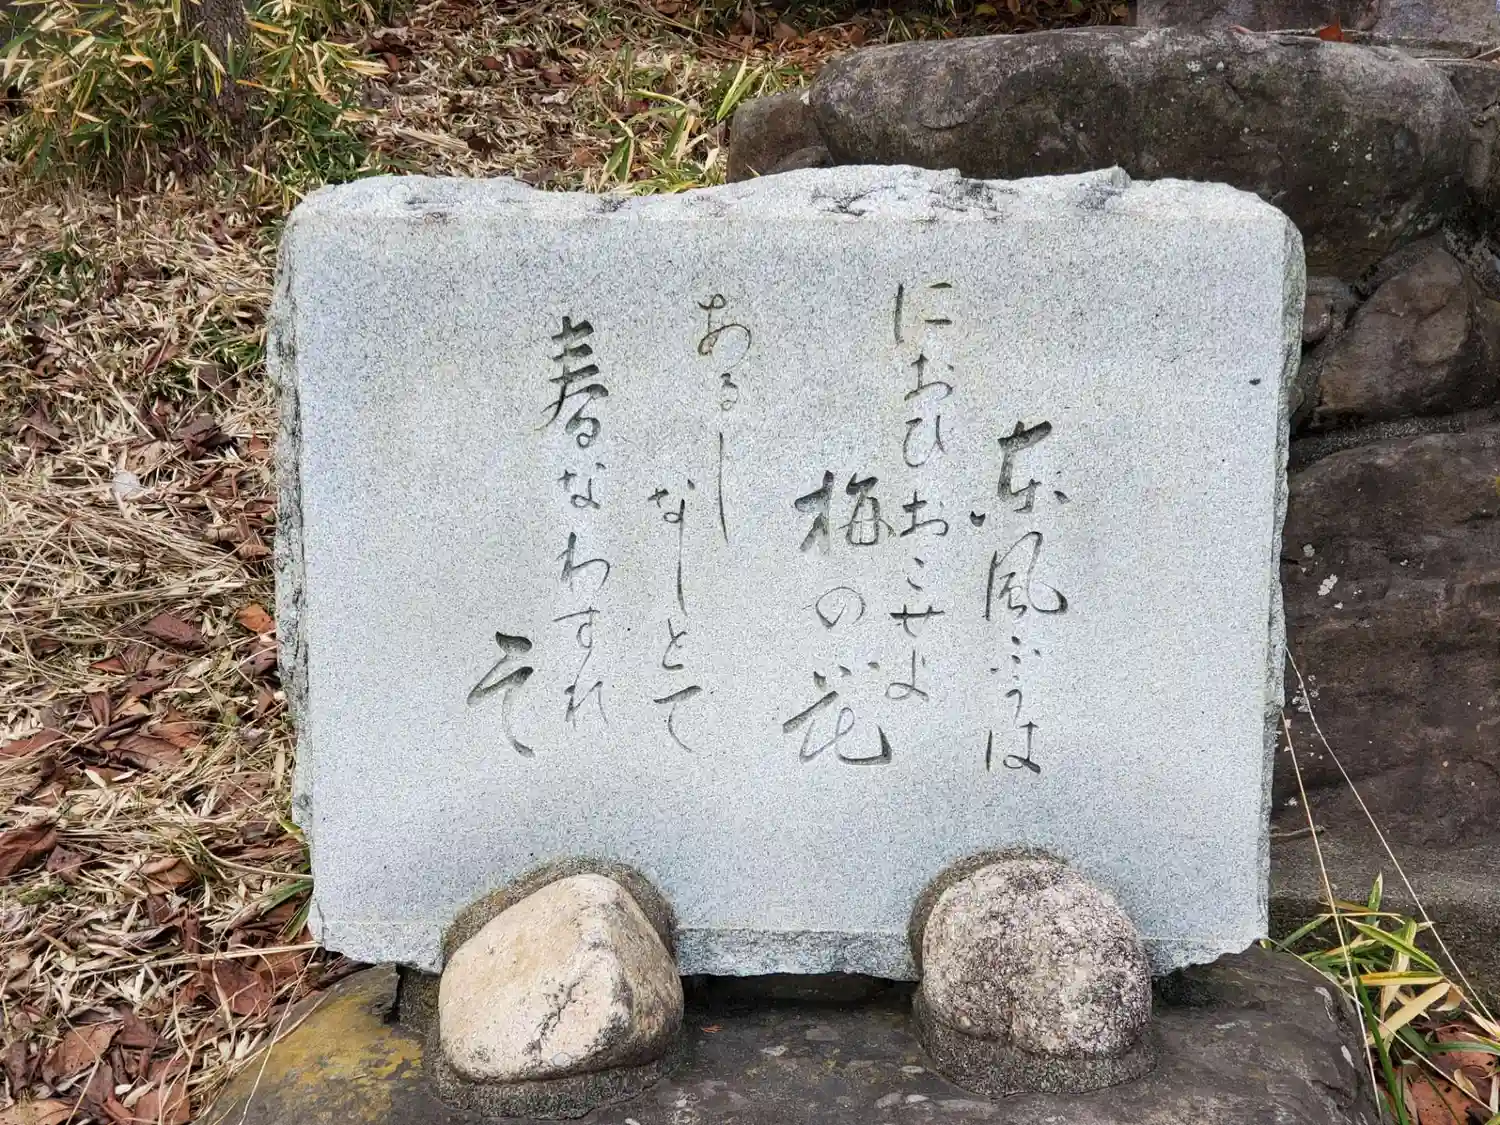 東風ふかは
におひおこせよ
梅の花
あるし
なしとて
春なわすれ
そ